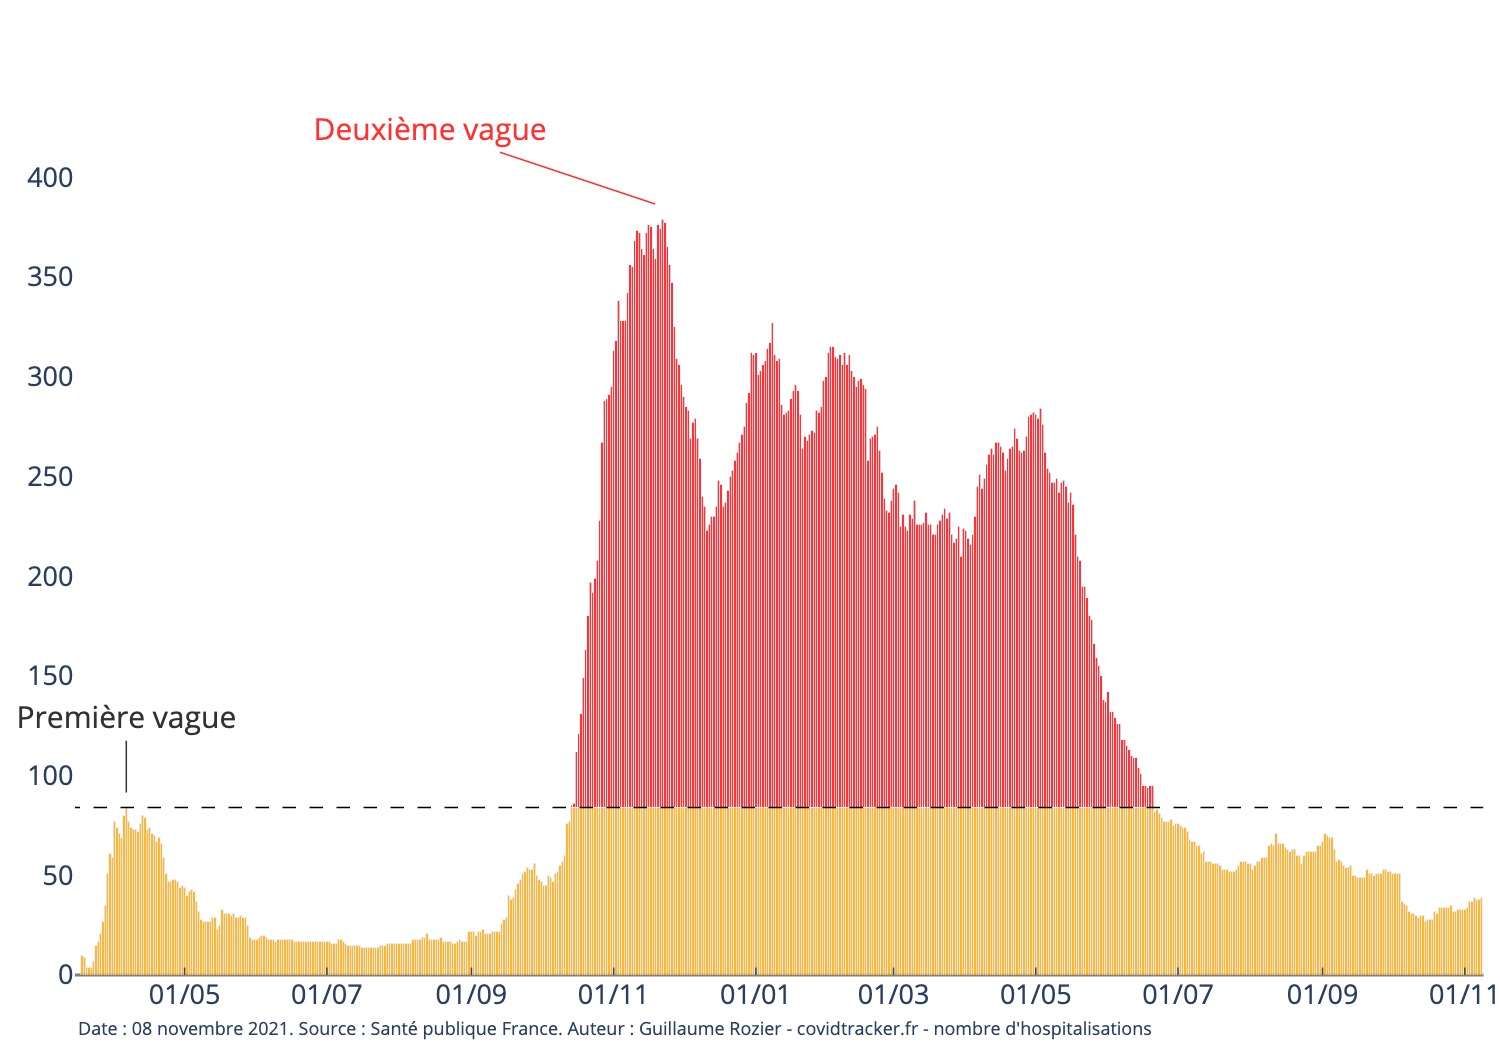 Deuxième vague
400
350
300
250
200
150
Première vague
100
50
0
01/05 01/07 01/09 01/11 01/01 01/03 01/05 01/07 01/09 01/11
Date : 08 novembre 2021. Source : Santé publique France. Auteur : Guillaume Rozier - covidtracker.fr - nombre d'hospitalisations